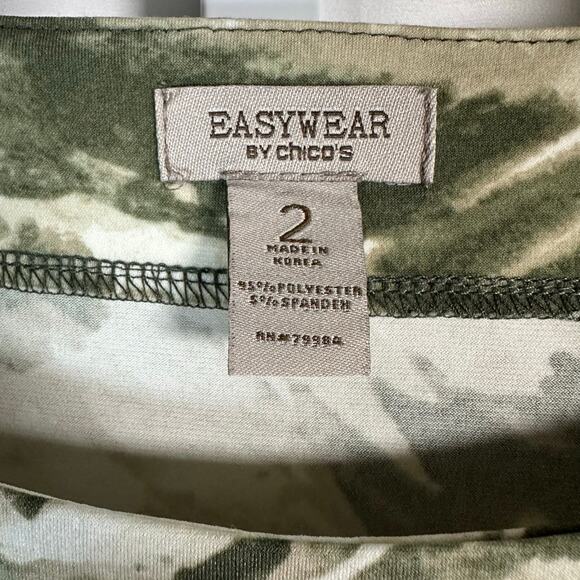 EASYWEAR
BY CHICO'S
2
MADE IN
KOREA
95% POLYESTER
5% SPANDEX
RN#79984